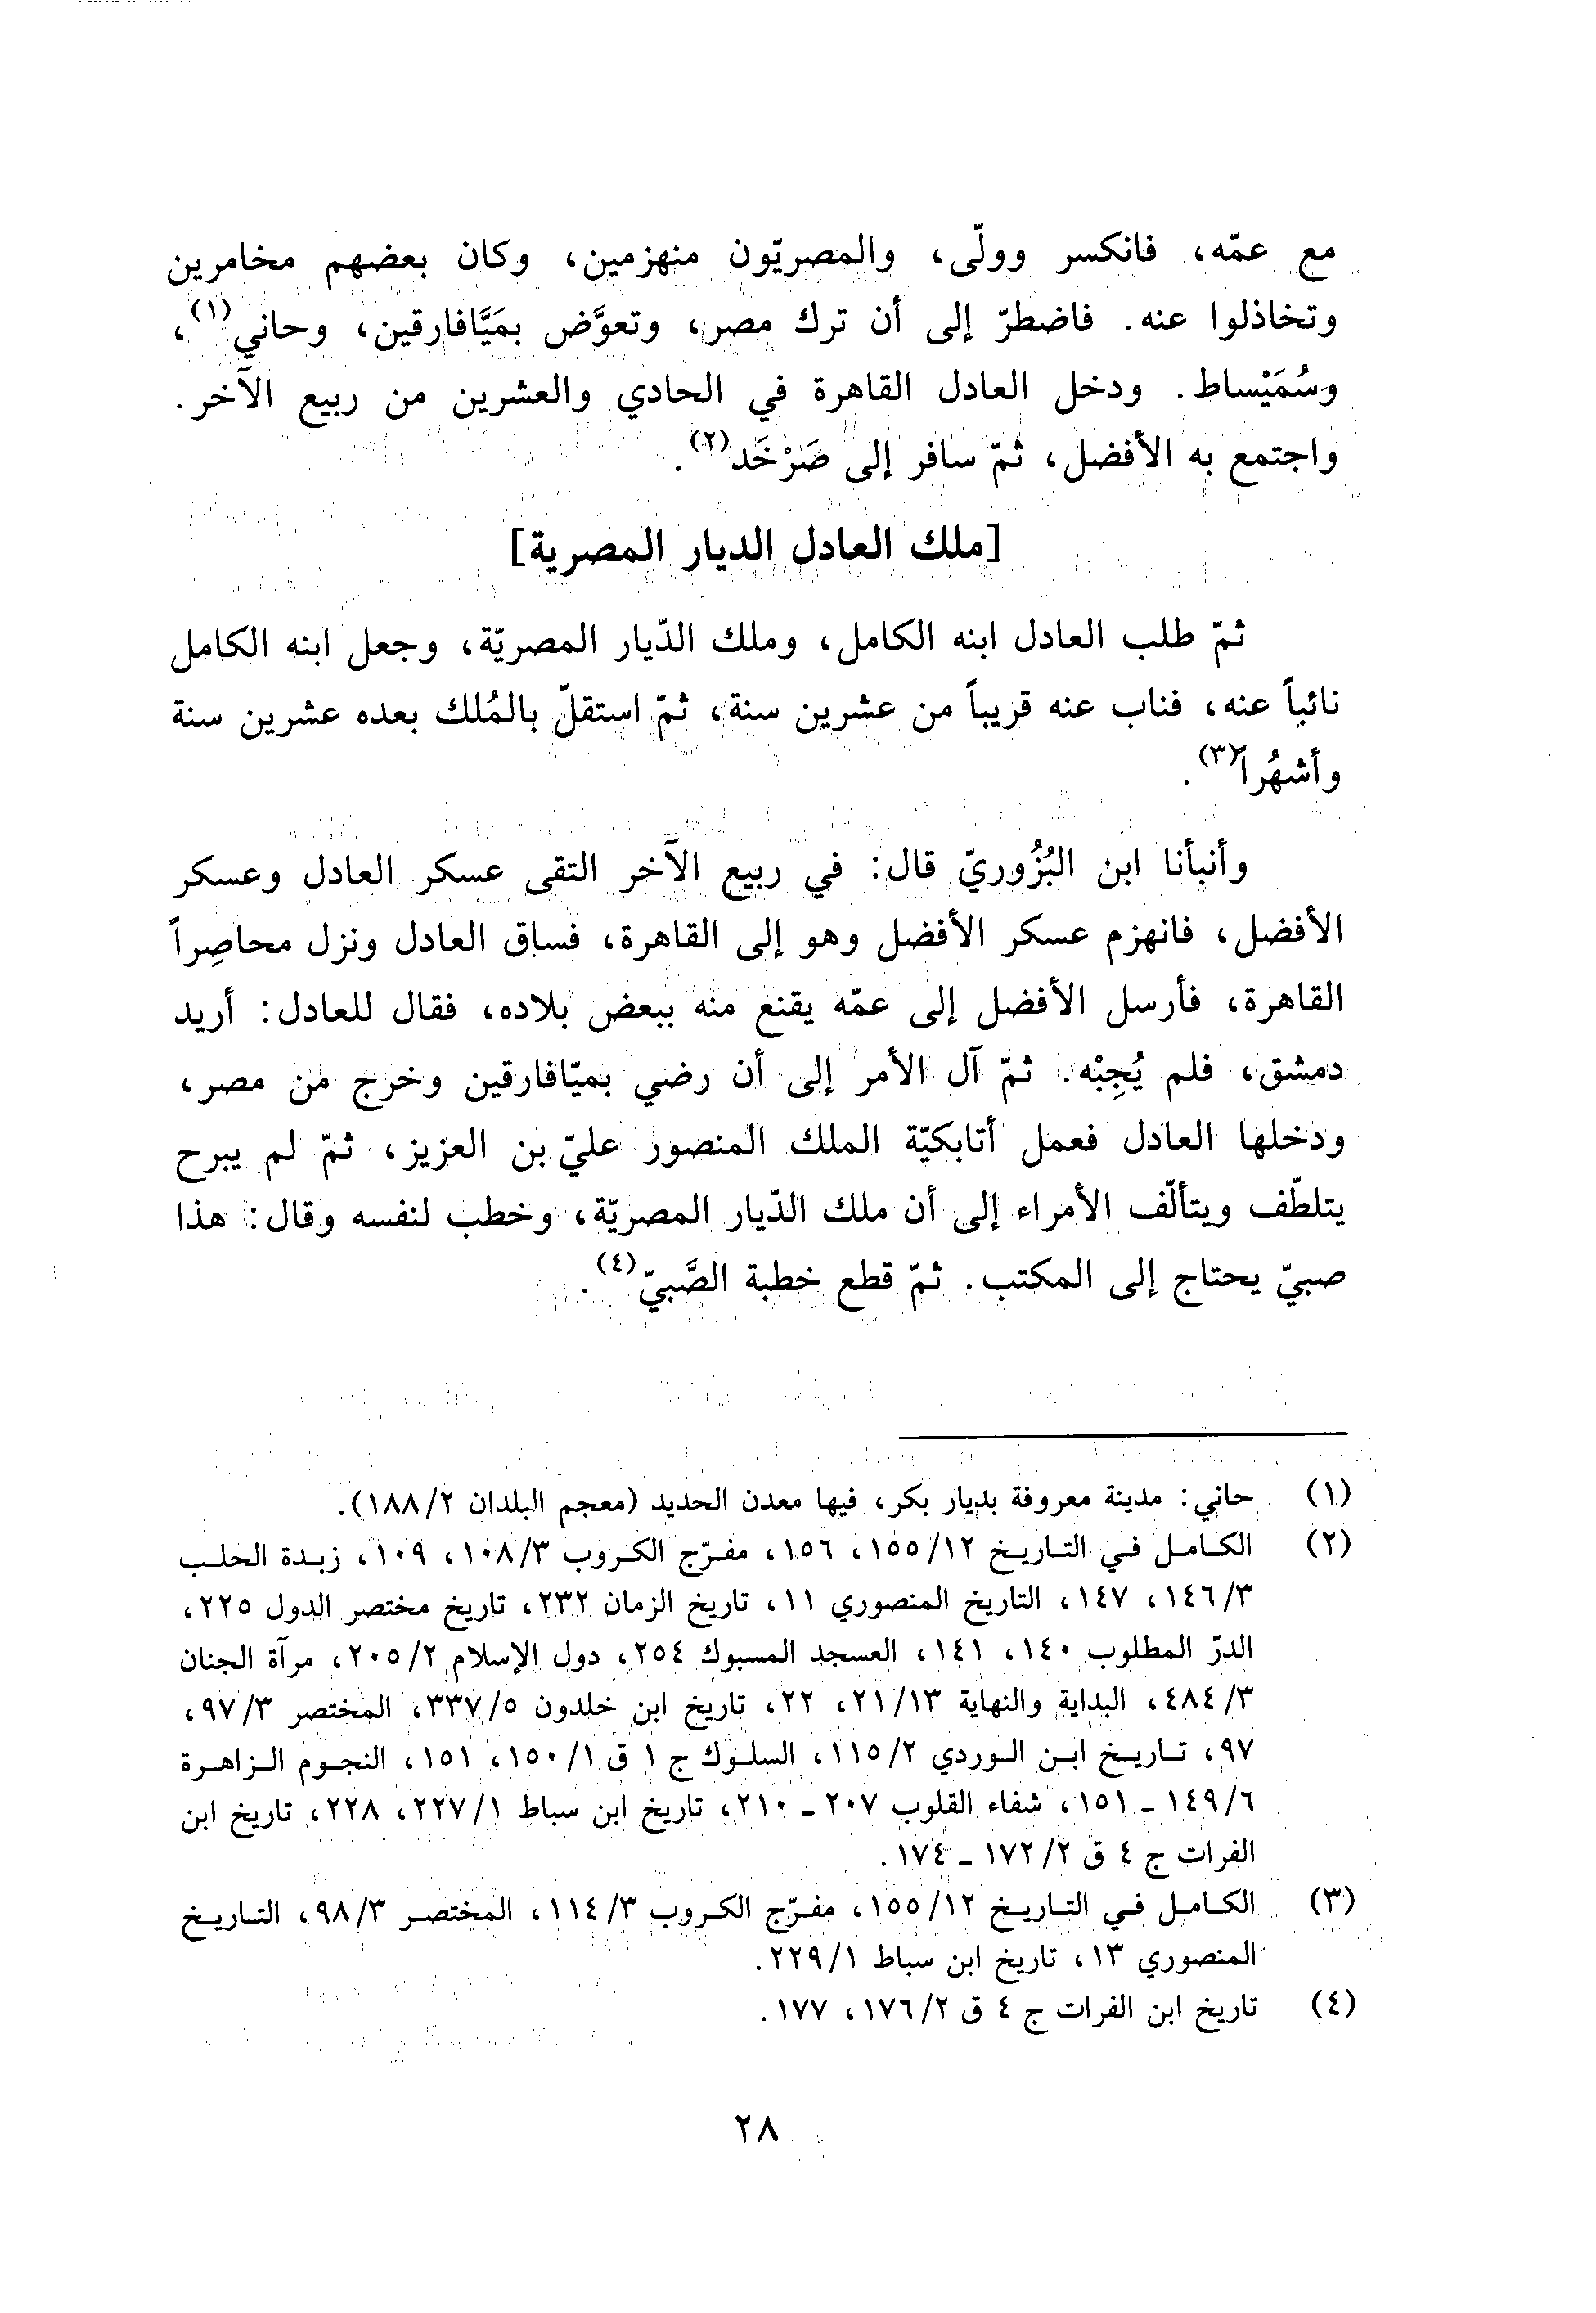 مع عمّه، فانكسر وولّى، والمصريّون منهزمين، وكان بعضهم مخامرين
وتخاذلوا عنه. فاضطرّ إلى أن ترك مصر، وتعوَّض بمَيَّافارقين، وحاني(١)،
وسُمَيْساط. ودخل العادل القاهرة في الحادي والعشرين من ربيع الآخر.
واجتمع به الأفضل، ثمّ سافر إلى صَرْخَد(٢).
[ملك العادل الديار المصرية]
ثمّ طلب العادل ابنه الكامل، وملك الدّيار المصريّة، وجعل ابنه الكامل
نائباً عنه، فناب عنه قريباً من عشرين سنة، ثمّ استقلّ بالمُلك بعده عشرين سنة
وأشهُراً(٣).
وأنبأنا ابن البُزُوريّ قال: في ربيع الآخر التقى عسكر العادل وعسكر
الأفضل، فانهزم عسكر الأفضل وهو إلى القاهرة، فساق العادل ونزل محاصِراً
القاهرة، فأرسل الأفضل إلى عمّه يقنع منه ببعض بلاده، فقال للعادل: أريد
دمشق، فلم يُجِبْه. ثمّ آل الأمر إلى أن رضي بميّافارقين وخرج من مصر،
ودخلها العادل فعمل أتابكيّة الملك المنصور عليّ بن العزيز، ثمّ لم يبرح
يتلطّف ويتألّف الأمراء إلى أن ملك الدّيار المصريّة، وخطب لنفسه وقال: هذا
صبيّ يحتاج إلى المكتب. ثمّ قطع خطبة الصَّبيّ(٤).
(١) حاني: مدينة معروفة بديار بكر، فيها معدن الحديد (معجم البلدان ١٨٨/٢).
(٢) الكامل في التاريخ ١٥٥/١٢، ١٥٦، مفرّج الكروب ١٠٨/٣، ١٠٩، زبدة الحلب
١٤٦/٣، ١٤٧، التاريخ المنصوري ١١، تاريخ الزمان ٢٣٢، تاريخ مختصر الدول ٢٢٥،
الدرّ المطلوب ١٤٠، ١٤١، العسجد المسبوك ٢٥٤، دول الإسلام ٢٠٥/٢، مرآة الجنان
٤٨٤/٣، البداية والنهاية ٢١/١٣، ٢٢، تاريخ ابن خلدون ٣٣٧/٥، المختصر ٩٧/٣،
٩٧، تاريخ ابن الوردي ١١٥/٢، السلوك ج ١ ق ١٥٠/١، ١٥١، النجوم الزاهرة
١٤٩/٦ - ١٥١، شفاء القلوب ٢٠٧ - ٢١٠، تاريخ ابن سباط ٢٢٧/١، ٢٢٨، تاريخ ابن
الفرات ج ٤ ق ١٧٢/٢ - ١٧٤.
(٣) الكامل في التاريخ ١٥٥/١٢، مفرّج الكروب ١١٤/٣، المختصر ٩٨/٣، التاريخ
المنصوري ١٣، تاريخ ابن سباط ٢٢٩/١.
(٤) تاريخ ابن الفرات ج ٤ ق ١٧٦/٢، ١٧٧.
٢٨